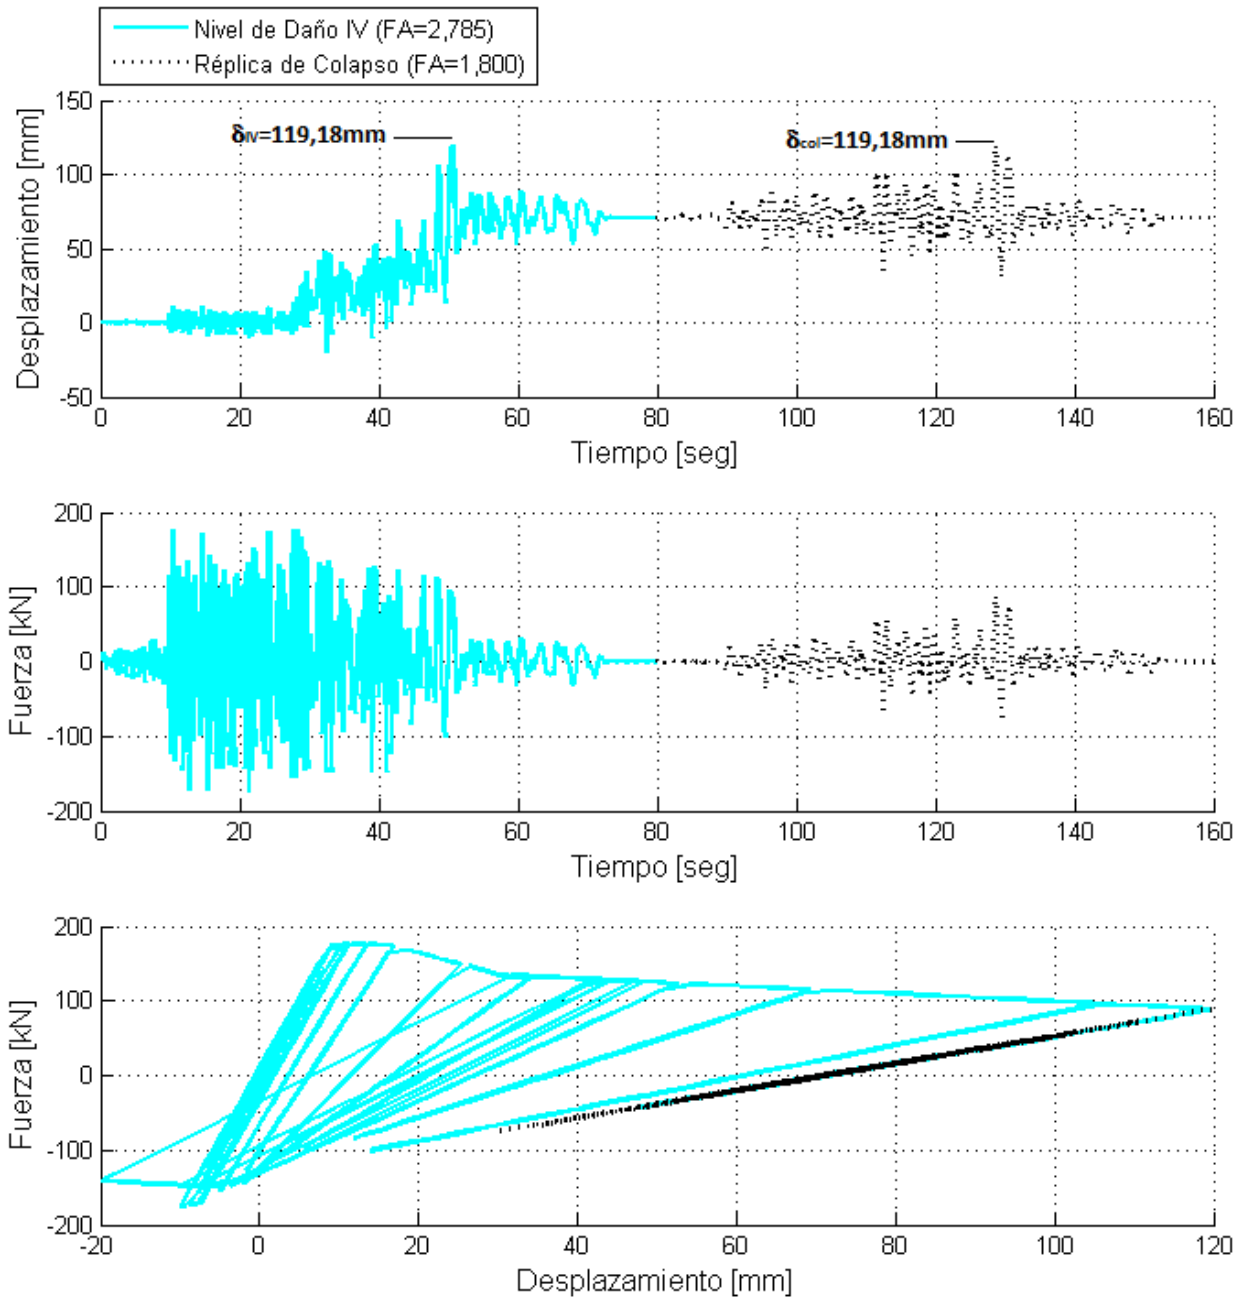 Nivel de Daño IV (FA=2,785)
Réplica de Colapso (FA=1,800)
150
100
50
0
-50
Desplazamiento [mm]
δIV=119,18mm
δcol=119,18mm
0 20 40 60 80 100 120 140 160
Tiempo [seg]
200
100
0
-100
-200
Fuerza [kN]
0 20 40 60 80 100 120 140 160
Tiempo [seg]
200
100
0
-100
-200
Fuerza [kN]
-20 0 20 40 60 80 100 120
Desplazamiento [mm]